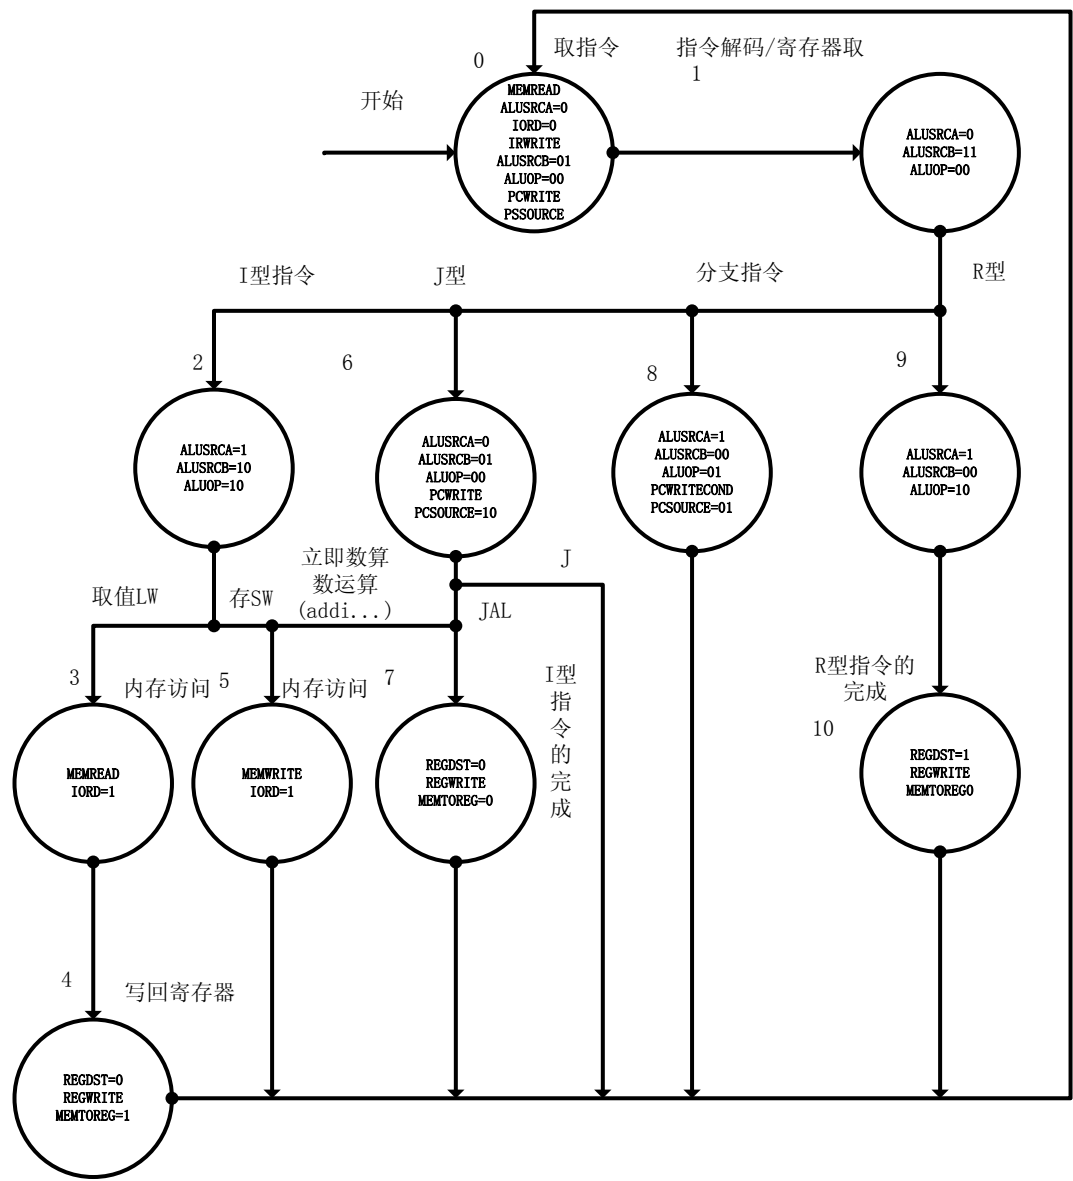 取指令
指令解码/寄存器取
0
1
开始
MEMREAD
ALUSRCA=0
IORD=0
IRWRITE
ALUSRCB=01
ALUOP=00
PCWRITE
PSSOURCE
ALUSRCA=0
ALUSRCB=11
ALUOP=00
I型指令
J型
分支指令
R型
2
6
8
9
ALUSRCA=1
ALUSRCB=10
ALUOP=10
ALUSRCA=0
ALUSRCB=01
ALUOP=00
PCWRITE
PCSOURCE=10
ALUSRCA=1
ALUSRCB=00
ALUOP=01
PCWRITECOND
PCSOURCE=01
ALUSRCA=1
ALUSRCB=00
ALUOP=10
取值LW
存SW
立即数算
数运算
(addi...)
J
JAL
3
内存访问
5
内存访问
7
I型
指
令
的
完
成
R型指令的
完成
10
MEMREAD
IORD=1
MEMWRITE
IORD=1
REGDST=0
REGWRITE
MEMTOREG=0
REGDST=1
REGWRITE
MEMTOREG0
4
写回寄存器
REGDST=0
REGWRITE
MEMTOREG=1